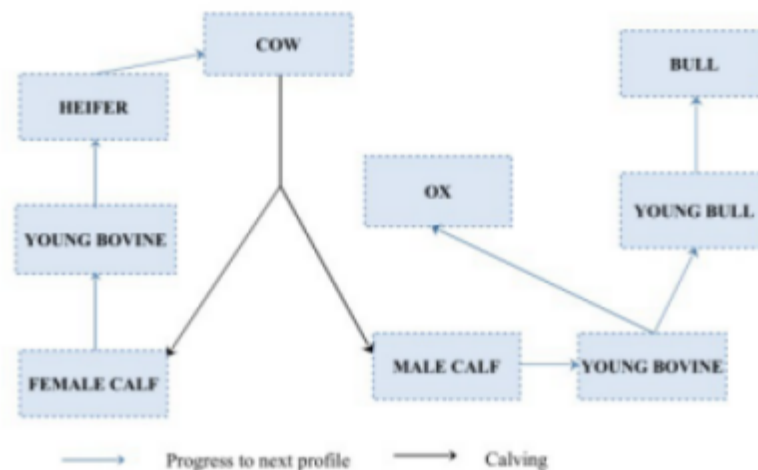 COW
BULL
HEIFER
OX
YOUNG BULL
YOUNG BOVINE
FEMALE CALF
MALE CALF
YOUNG BOVINE
Progress to next profile
Calving